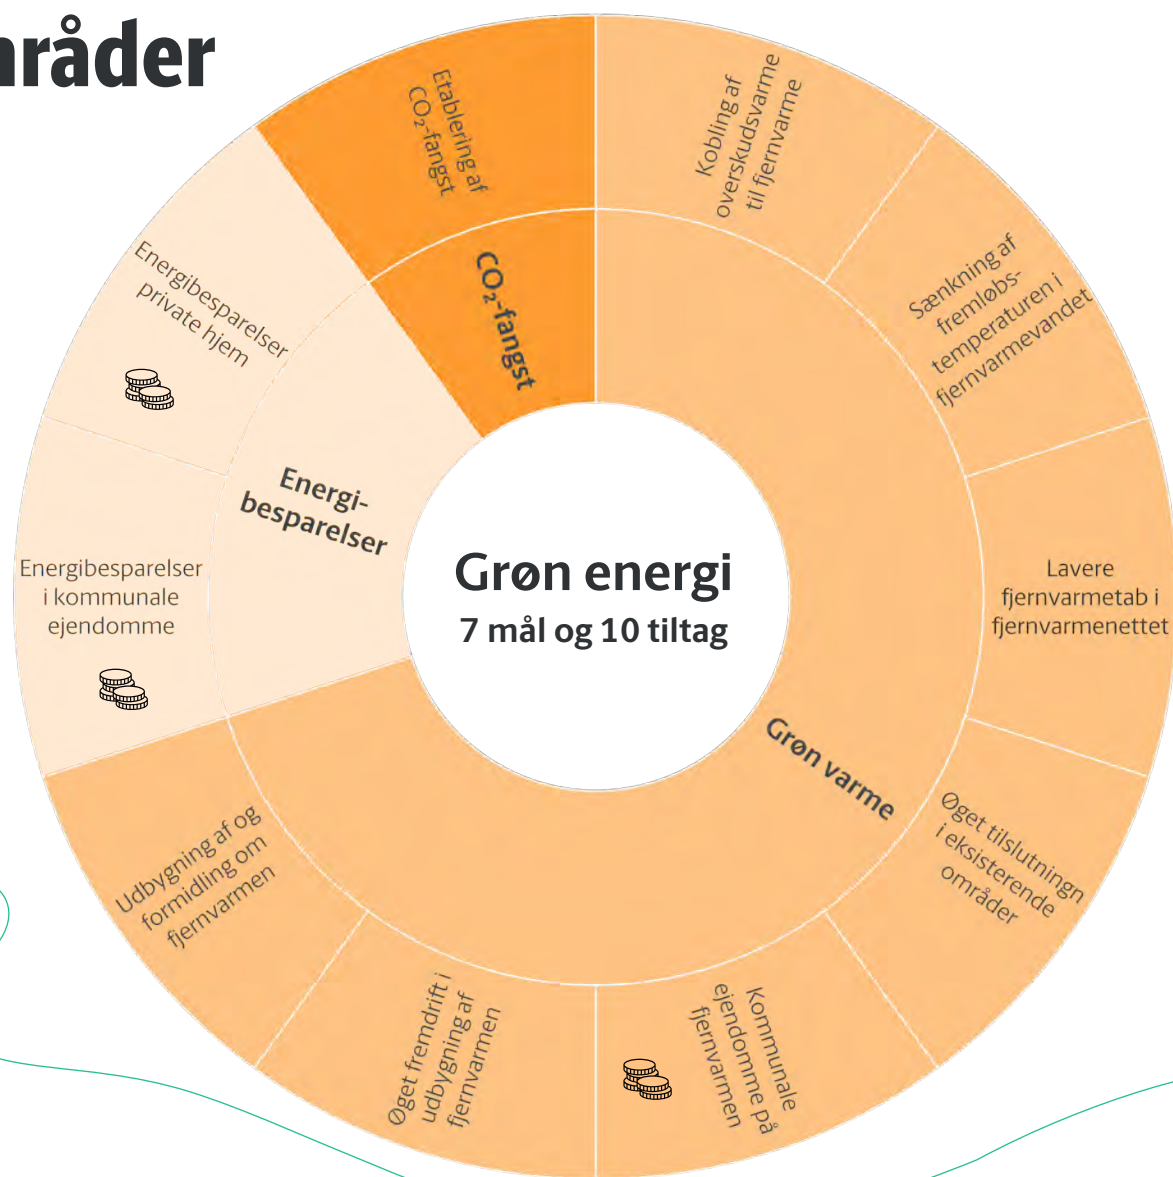 mråder
Grøn energi
7 mål og 10 tiltag
CO₂-fangst
Etablering af
CO₂-fangst
Grøn varme
Kobling af
overskudsvarme
til fjernvarme
Sænkning af
fremløbs-
temperaturen i
fjernvarmevandet
Lavere
fjernvarmetab i
fjernvarmenettet
Øget tilslutningn
i eksisterende
områder
Kommunale
ejendomme på
fjernvarmen
Øget fremdrift i
udbygning af
fjernvarmen
Udbygning af og
formidling om
fjernvarmen
Energi-
besparelser
Energibesparelser
i kommunale
ejendomme
Energibesparelser
private hjem